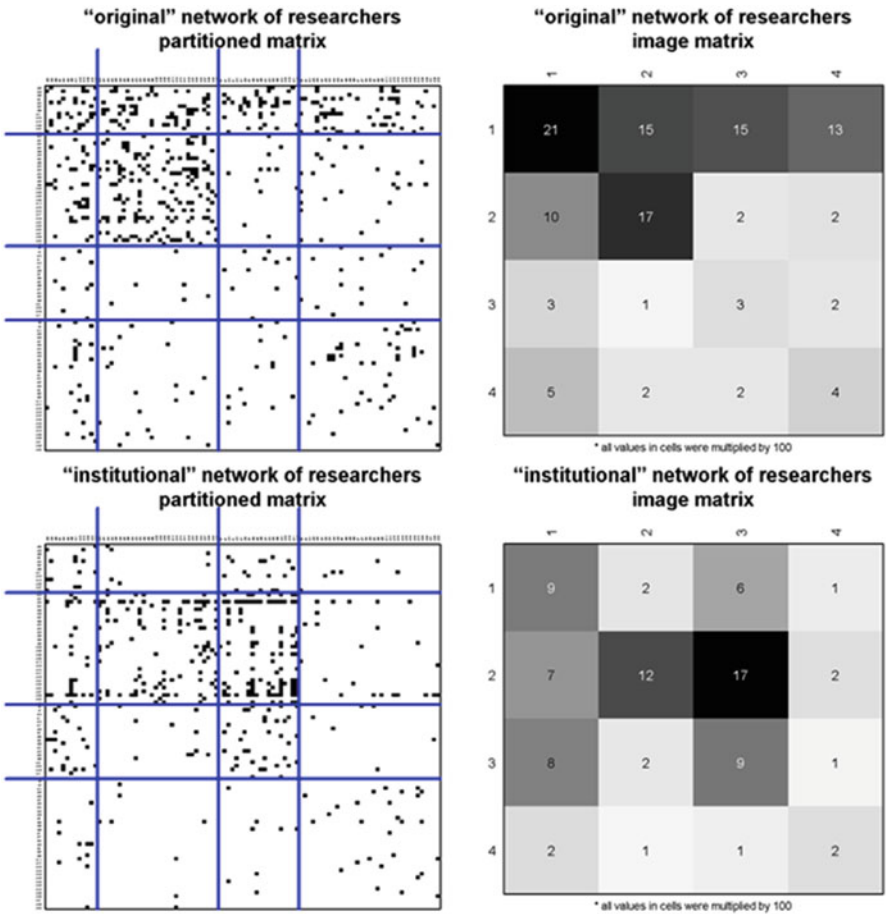 “original” network of researchers
partitioned matrix
“original” network of researchers
image matrix
1 2 3 4
1 21 15 15 13
2 10 17 2 2
3 3 1 3 2
4 5 2 2 4
* all values in cells were multiplied by 100
“institutional” network of researchers
partitioned matrix
“institutional” network of researchers
image matrix
1 2 3 4
1 9 2 6 1
2 7 12 17 2
3 8 2 9 1
4 2 1 1 2
* all values in cells were multiplied by 100